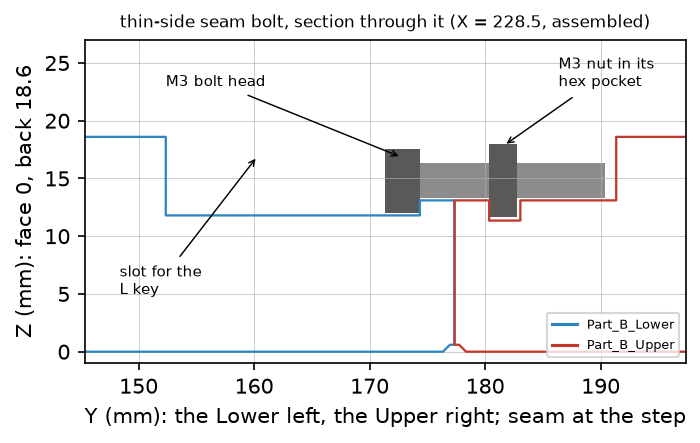 thin-side seam bolt, section through it (X = 228.5, assembled)
M3 bolt head
M3 nut in its
hex pocket
slot for the
L key
Part_B_Lower
Part_B_Upper
Z (mm): face 0, back 18.6
25
20
15
10
5
0
150
160
170
180
190
Y (mm): the Lower left, the Upper right; seam at the step